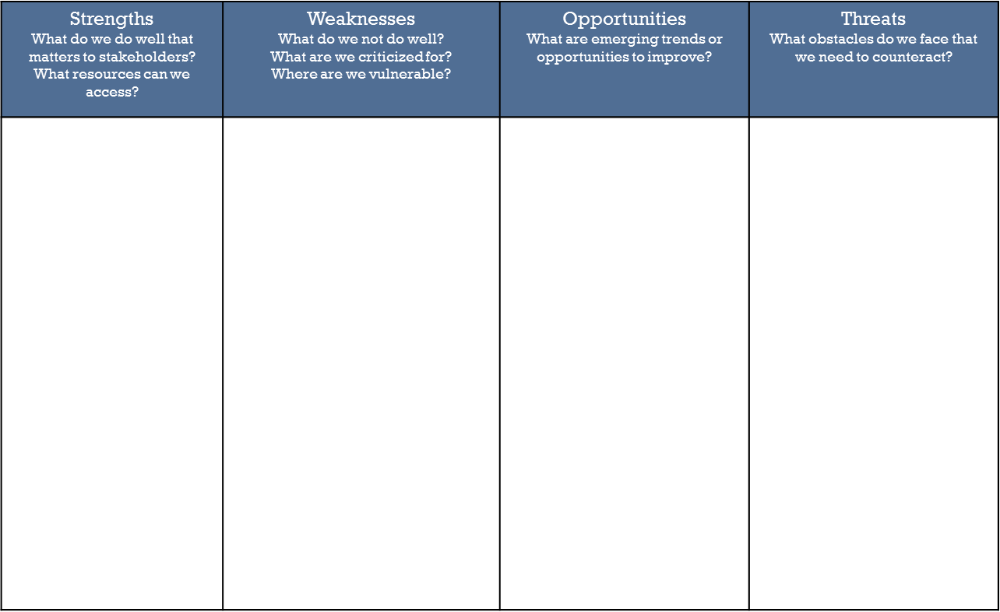 Strengths
What do we do well that
matters to stakeholders?
What resources can we
access?
Weaknesses
What do we not do well?
What are we criticized for?
Where are we vulnerable?
Opportunities
What are emerging trends or
opportunities to improve?
Threats
What obstacles do we face that
we need to counteract?